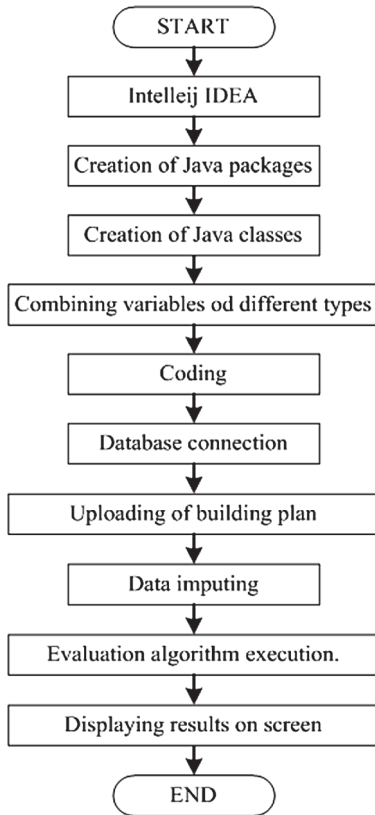 START
Intelleij IDEA
Creation of Java packages
Creation of Java classes
Combining variables od different types
Coding
Database connection
Uploading of building plan
Data imputing
Evaluation algorithm execution.
Displaying results on screen
END